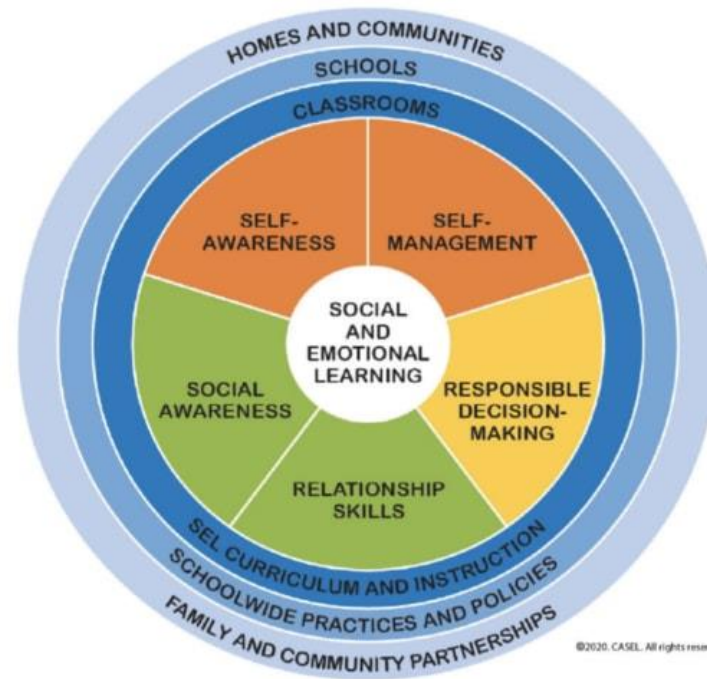 HOMES AND COMMUNITIES
SCHOOLS
CLASSROOMS
SELF-
AWARENESS
SELF-
MANAGEMENT
SOCIAL
AND
EMOTIONAL
LEARNING
SOCIAL
AWARENESS
RESPONSIBLE
DECISION-
MAKING
RELATIONSHIP
SKILLS
SEL CURRICULUM AND INSTRUCTION
SCHOOLWIDE PRACTICES AND POLICIES
FAMILY AND COMMUNITY PARTNERSHIPS
©2020. CASEL. All rights